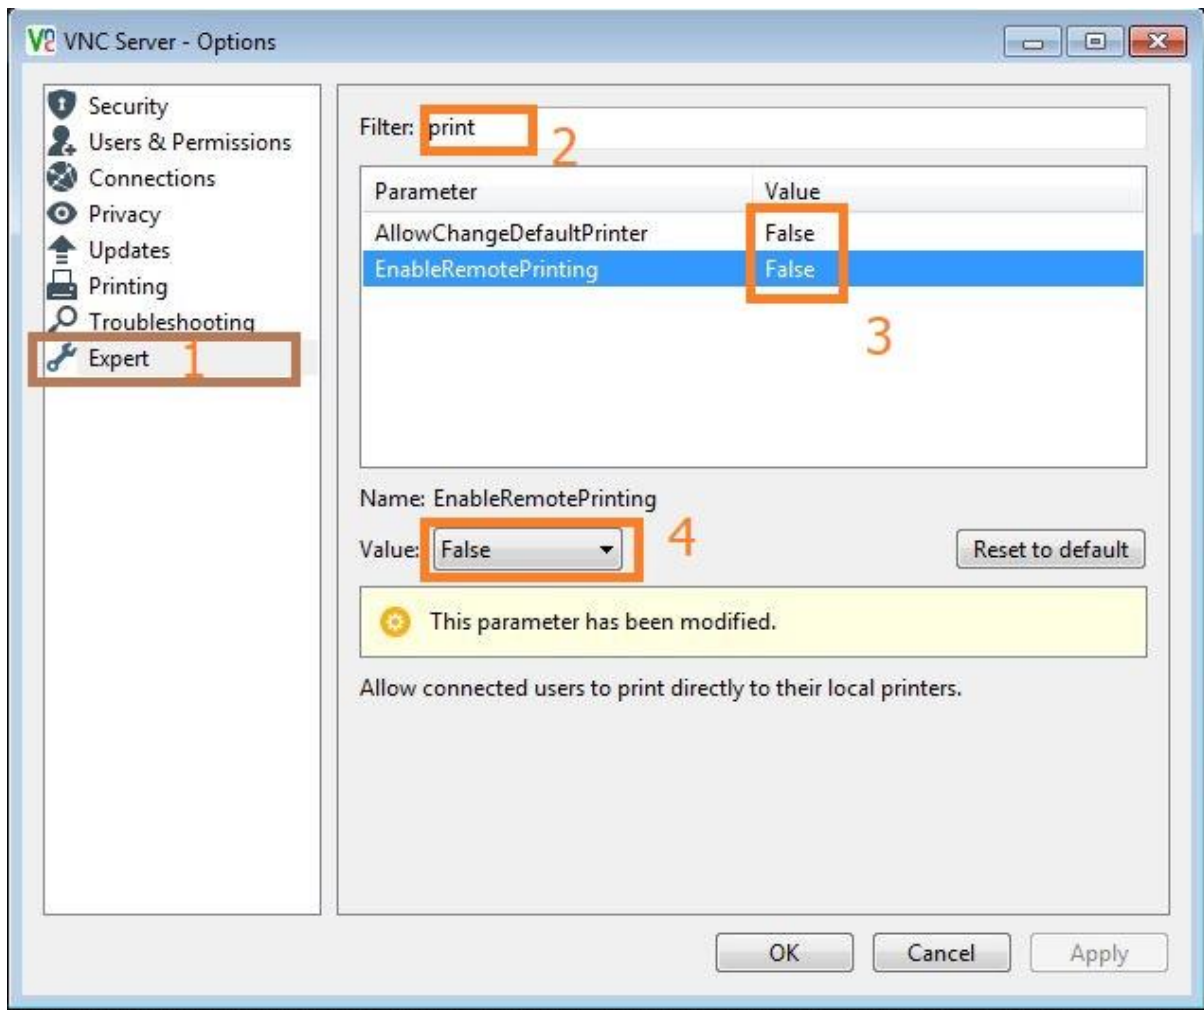 VNC Server - Options
Security
Users & Permissions
Connections
Privacy
Updates
Printing
Troubleshooting
Expert 1
Filter: print 2
Parameter Value
AllowChangeDefaultPrinter False
EnableRemotePrinting False
3
Name: EnableRemotePrinting
Value: False 4 Reset to default
This parameter has been modified.
Allow connected users to print directly to their local printers.
OK Cancel Apply